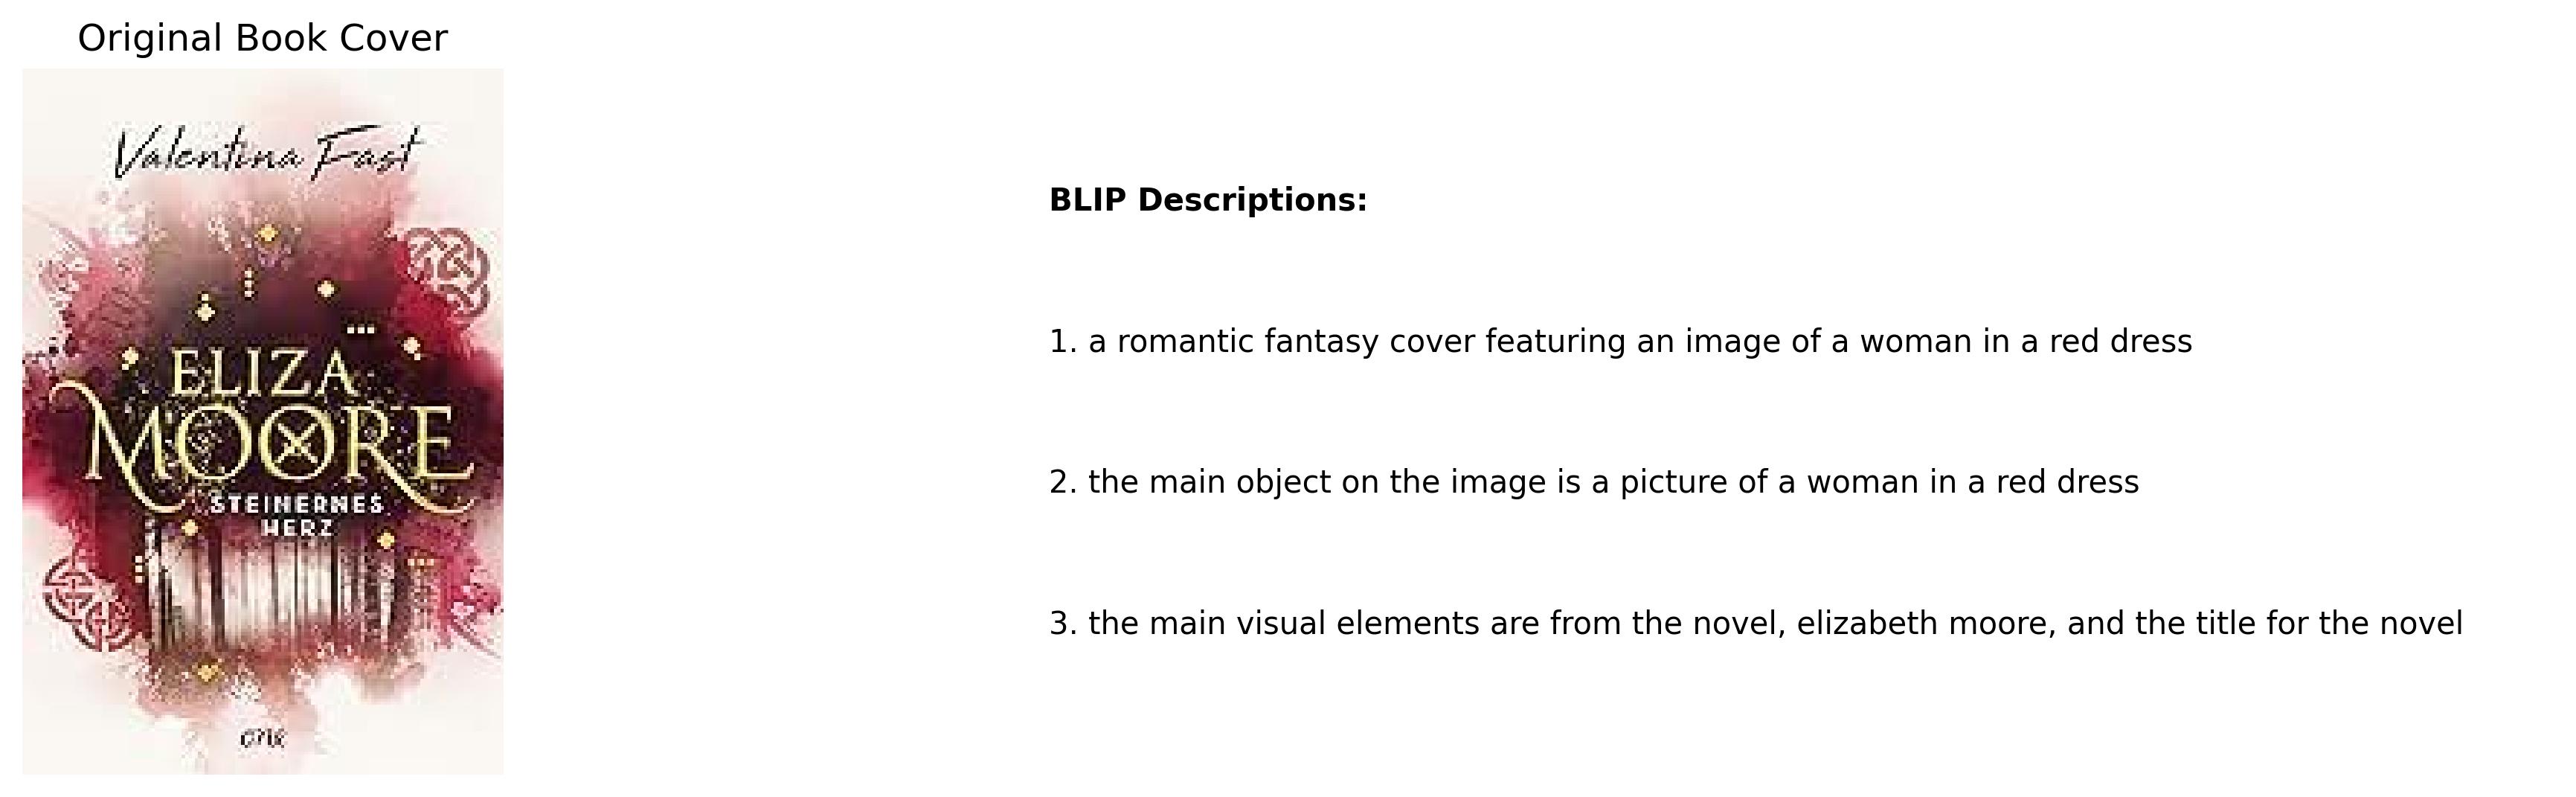 Original Book Cover
Valentina Fast
ELIZA
MOORE
STEINERNES
HERZ
one
BLIP Descriptions:
1. a romantic fantasy cover featuring an image of a woman in a red dress
2. the main object on the image is a picture of a woman in a red dress
3. the main visual elements are from the novel, elizabeth moore, and the title for the novel